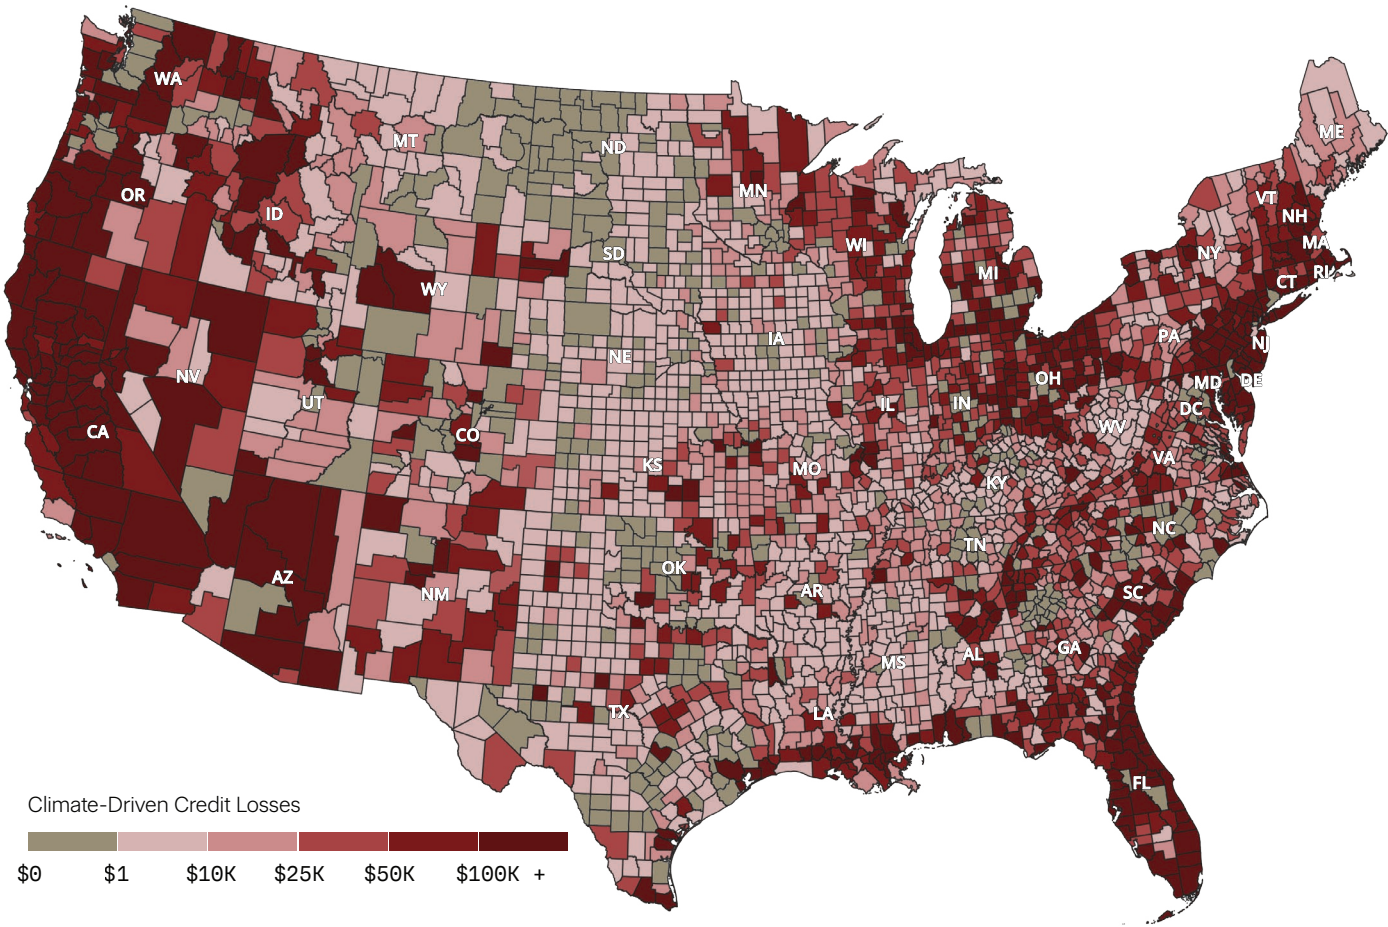 WA
MT
ND
ME
OR
ID
MN
VT
NH
WI
NY
MA
SD
MI
RI
CT
WY
IA
PA
NJ
NE
NV
OH
MD
DE
UT
IL
IN
DC
CA
CO
WV
KS
MO
VA
KY
NC
TN
OK
AZ
NM
AR
SC
GA
AL
MS
TX
LA
FL
Climate-Driven Credit Losses
$0 $1 $10K $25K $50K $100K +